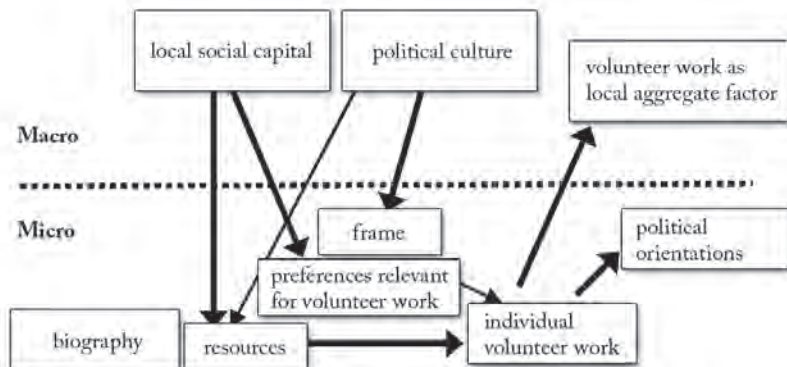 local social capital
political culture
volunteer work as
local aggregate factor
Macro
Micro
frame
political
orientations
preferences relevant
for volunteer work
individual
volunteer work
biography
resources